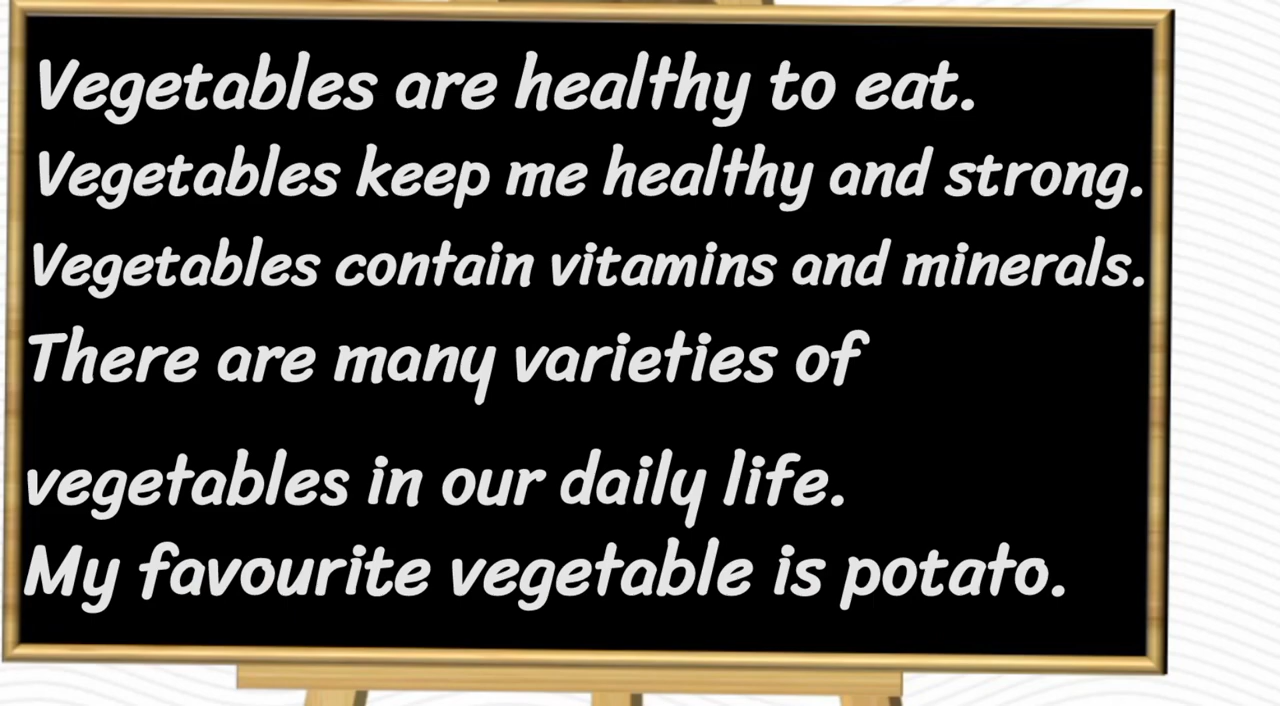 Vegetables are healthy to eat.
Vegetables keep me healthy and strong.
Vegetables contain vitamins and minerals.
There are many varieties of
vegetables in our daily life.
My favourite vegetable is potato.